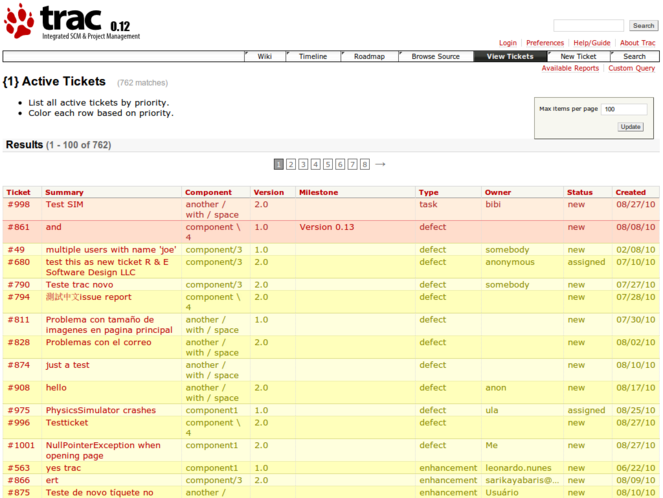 trac 0.12
Integrated SCM & Project Management
Search
Login Preferences Help/Guide About Trac
Wiki Timeline Roadmap Browse Source View Tickets New Ticket Search
Available Reports Custom Query
{1} Active Tickets (762 matches)
List all active tickets by priority.
Color each row based on priority.
Max items per page 100
Update
Results (1 - 100 of 762)
1 2 3 4 5 6 7 8 →
Ticket Summary Component Version Milestone Type Owner Status Created
#998 Test SIM another / 2.0 task bibi new 08/27/10
with / space
#861 and component \ 1.0 Version 0.13 defect new 08/08/10
4
#49 multiple users with name 'joe' component/3 1.0 defect somebody new 02/08/10
#680 test this as new ticket R & E component/3 2.0 defect anonymous assigned 07/10/10
Software Design LLC
#790 Teste trac novo component/3 2.0 defect somebody new 07/27/10
#794 測試中文issue report component \ 2.0 defect new 07/28/10
4
#811 Problema con tamaño de another / 1.0 defect new 07/30/10
imagenes en pagina principal with / space
#828 Problemas con el correo another / 2.0 defect new 08/02/10
with / space
#874 just a test another / defect new 08/10/10
with / space
#908 hello another / 2.0 defect anon new 08/17/10
with / space
#975 PhysicsSimulator crashes component1 1.0 defect ula assigned 08/25/10
#996 Testticket component \ 2.0 defect new 08/27/10
4
#1001 NullPointerException when component1 2.0 defect Me new 08/27/10
opening page
#563 yes trac component1 1.0 enhancement leonardo.nunes new 06/22/10
#866 ert component/3 2.0 enhancement sarikayabaris@… new 08/09/10
#875 Teste de novo tíquete no another / 2.0 enhancement Usuário new 08/10/10